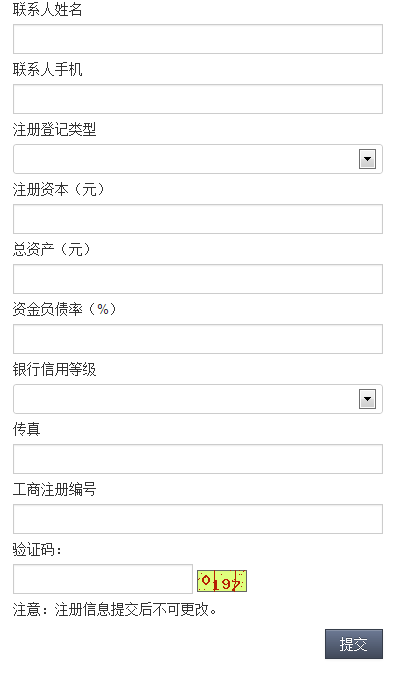 联系人姓名
联系人手机
注册登记类型
注册资本（元）
总资产（元）
资金负债率（%）
银行信用等级
传真
工商注册编号
验证码：
0197
注意：注册信息提交后不可更改。
提交